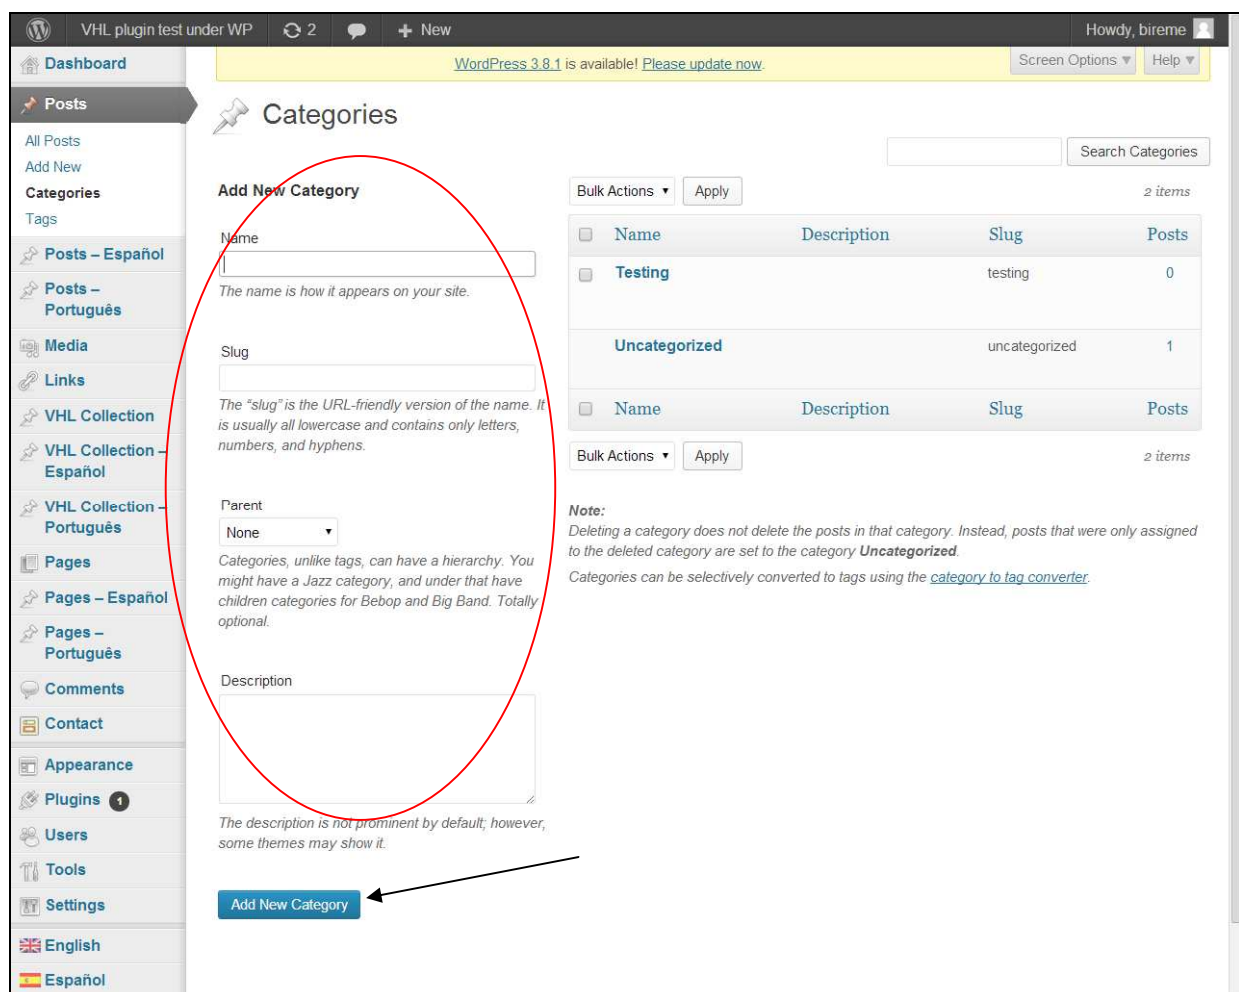 VHL plugin test under WP 2 New Howdy, bireme
WordPress 3.8.1 is available! Please update now. Screen Options Help
Dashboard
Posts
All Posts
Add New
Categories
Tags
Posts – Español
Posts –
Português
Media
Links
VHL Collection
VHL Collection –
Español
VHL Collection –
Português
Pages
Pages – Español
Pages –
Português
Comments
Contact
Appearance
Plugins 1
Users
Tools
Settings
English
Español
Categories
Search Categories
Add New Category
Name
The name is how it appears on your site.
Slug
The “slug” is the URL-friendly version of the name. It
is usually all lowercase and contains only letters,
numbers, and hyphens.
Parent
None
Categories, unlike tags, can have a hierarchy. You
might have a Jazz category, and under that have
children categories for Bebop and Big Band. Totally
optional.
Description
The description is not prominent by default; however,
some themes may show it.
Add New Category
Bulk Actions Apply 2 items
Name Description Slug Posts
Testing testing 0
Uncategorized uncategorized 1
Name Description Slug Posts
Bulk Actions Apply 2 items
Note:
Deleting a category does not delete the posts in that category. Instead, posts that were only assigned
to the deleted category are set to the category Uncategorized.
Categories can be selectively converted to tags using the category to tag converter.